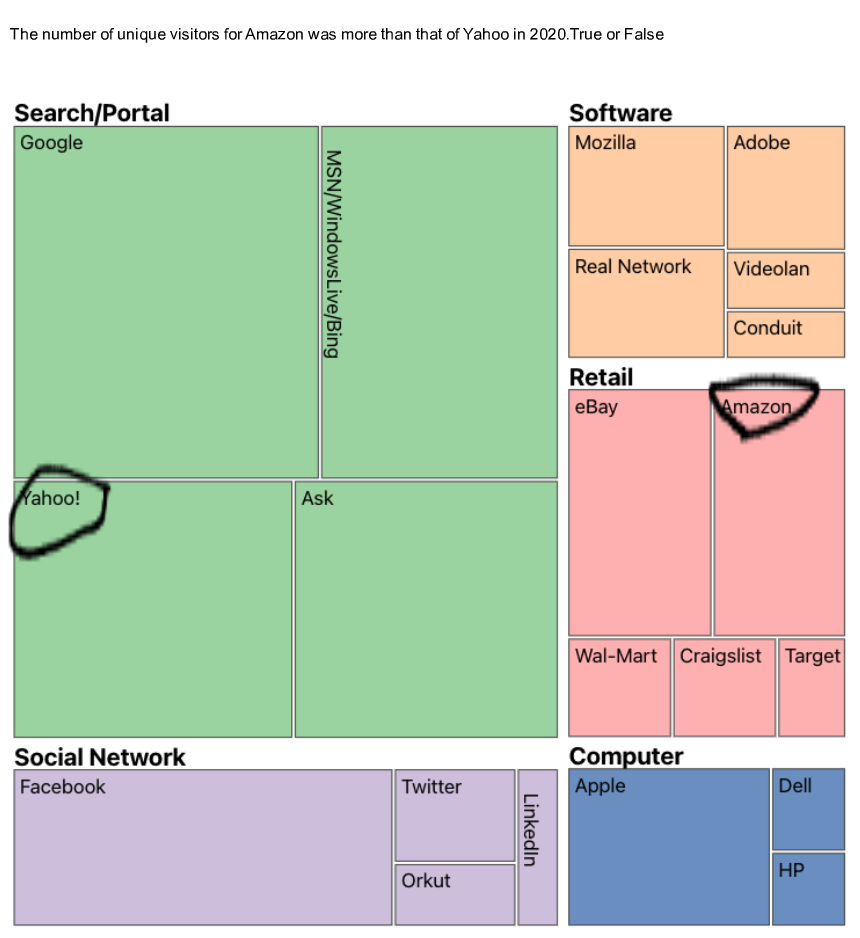 The number of unique visitors for Amazon was more than that of Yahoo in 2020.True or False
Search/Portal
Google
MSN/WindowsLive/Bing
Yahoo!
Ask
Software
Mozilla
Adobe
Real Network
Videolan
Conduit
Retail
eBay
Amazon
Wal-Mart
Craigslist
Target
Social Network
Facebook
Twitter
LinkedIn
Orkut
Computer
Apple
Dell
HP